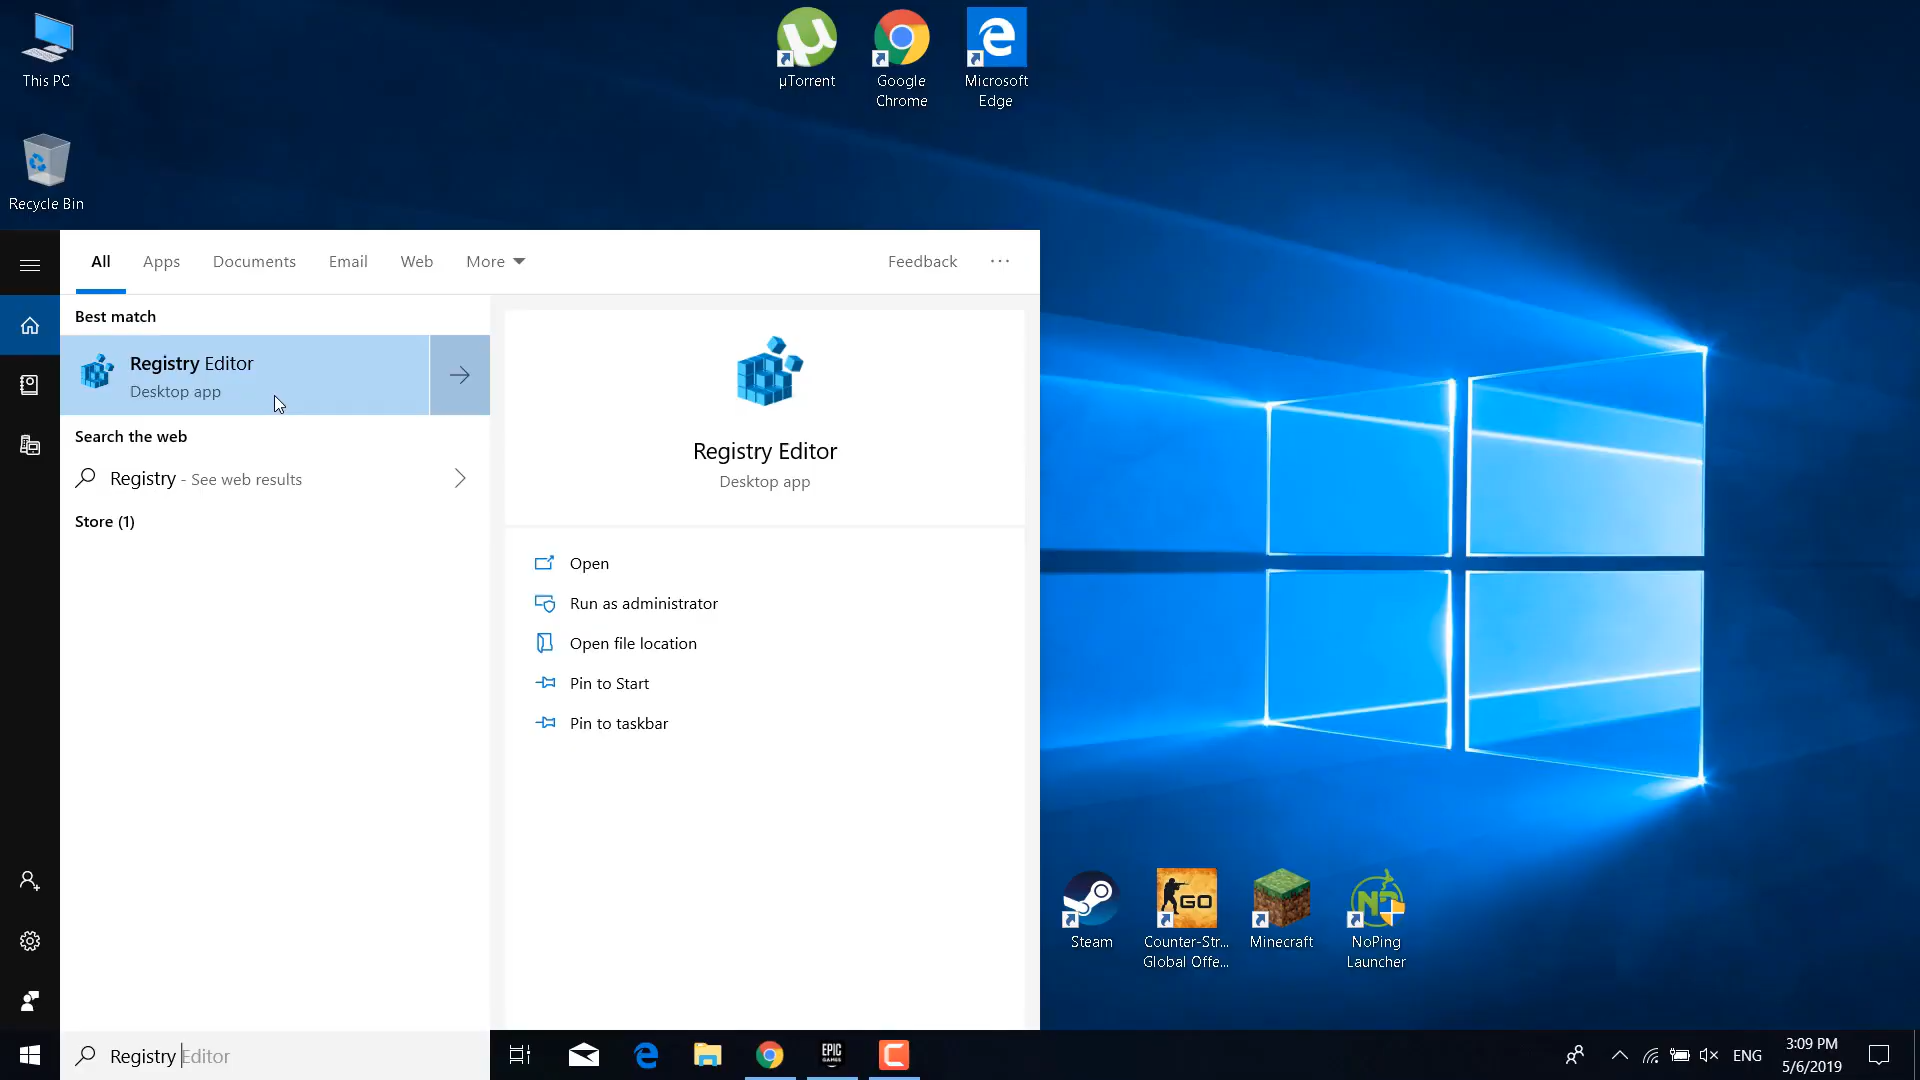 This PC
Recycle Bin
µTorrent
Google
Chrome
Microsoft
Edge
All
Apps
Documents
Email
Web
More
Feedback
Best match
Registry Editor
Desktop app
Search the web
Registry - See web results
Store (1)
Registry Editor
Desktop app
Open
Run as administrator
Open file location
Pin to Start
Pin to taskbar
GO
Steam
Counter-Str...
Global Offe...
Minecraft
NoPing
Launcher
Registry Editor
EPIC
GAMES
ENG
3:09 PM
5/6/2019